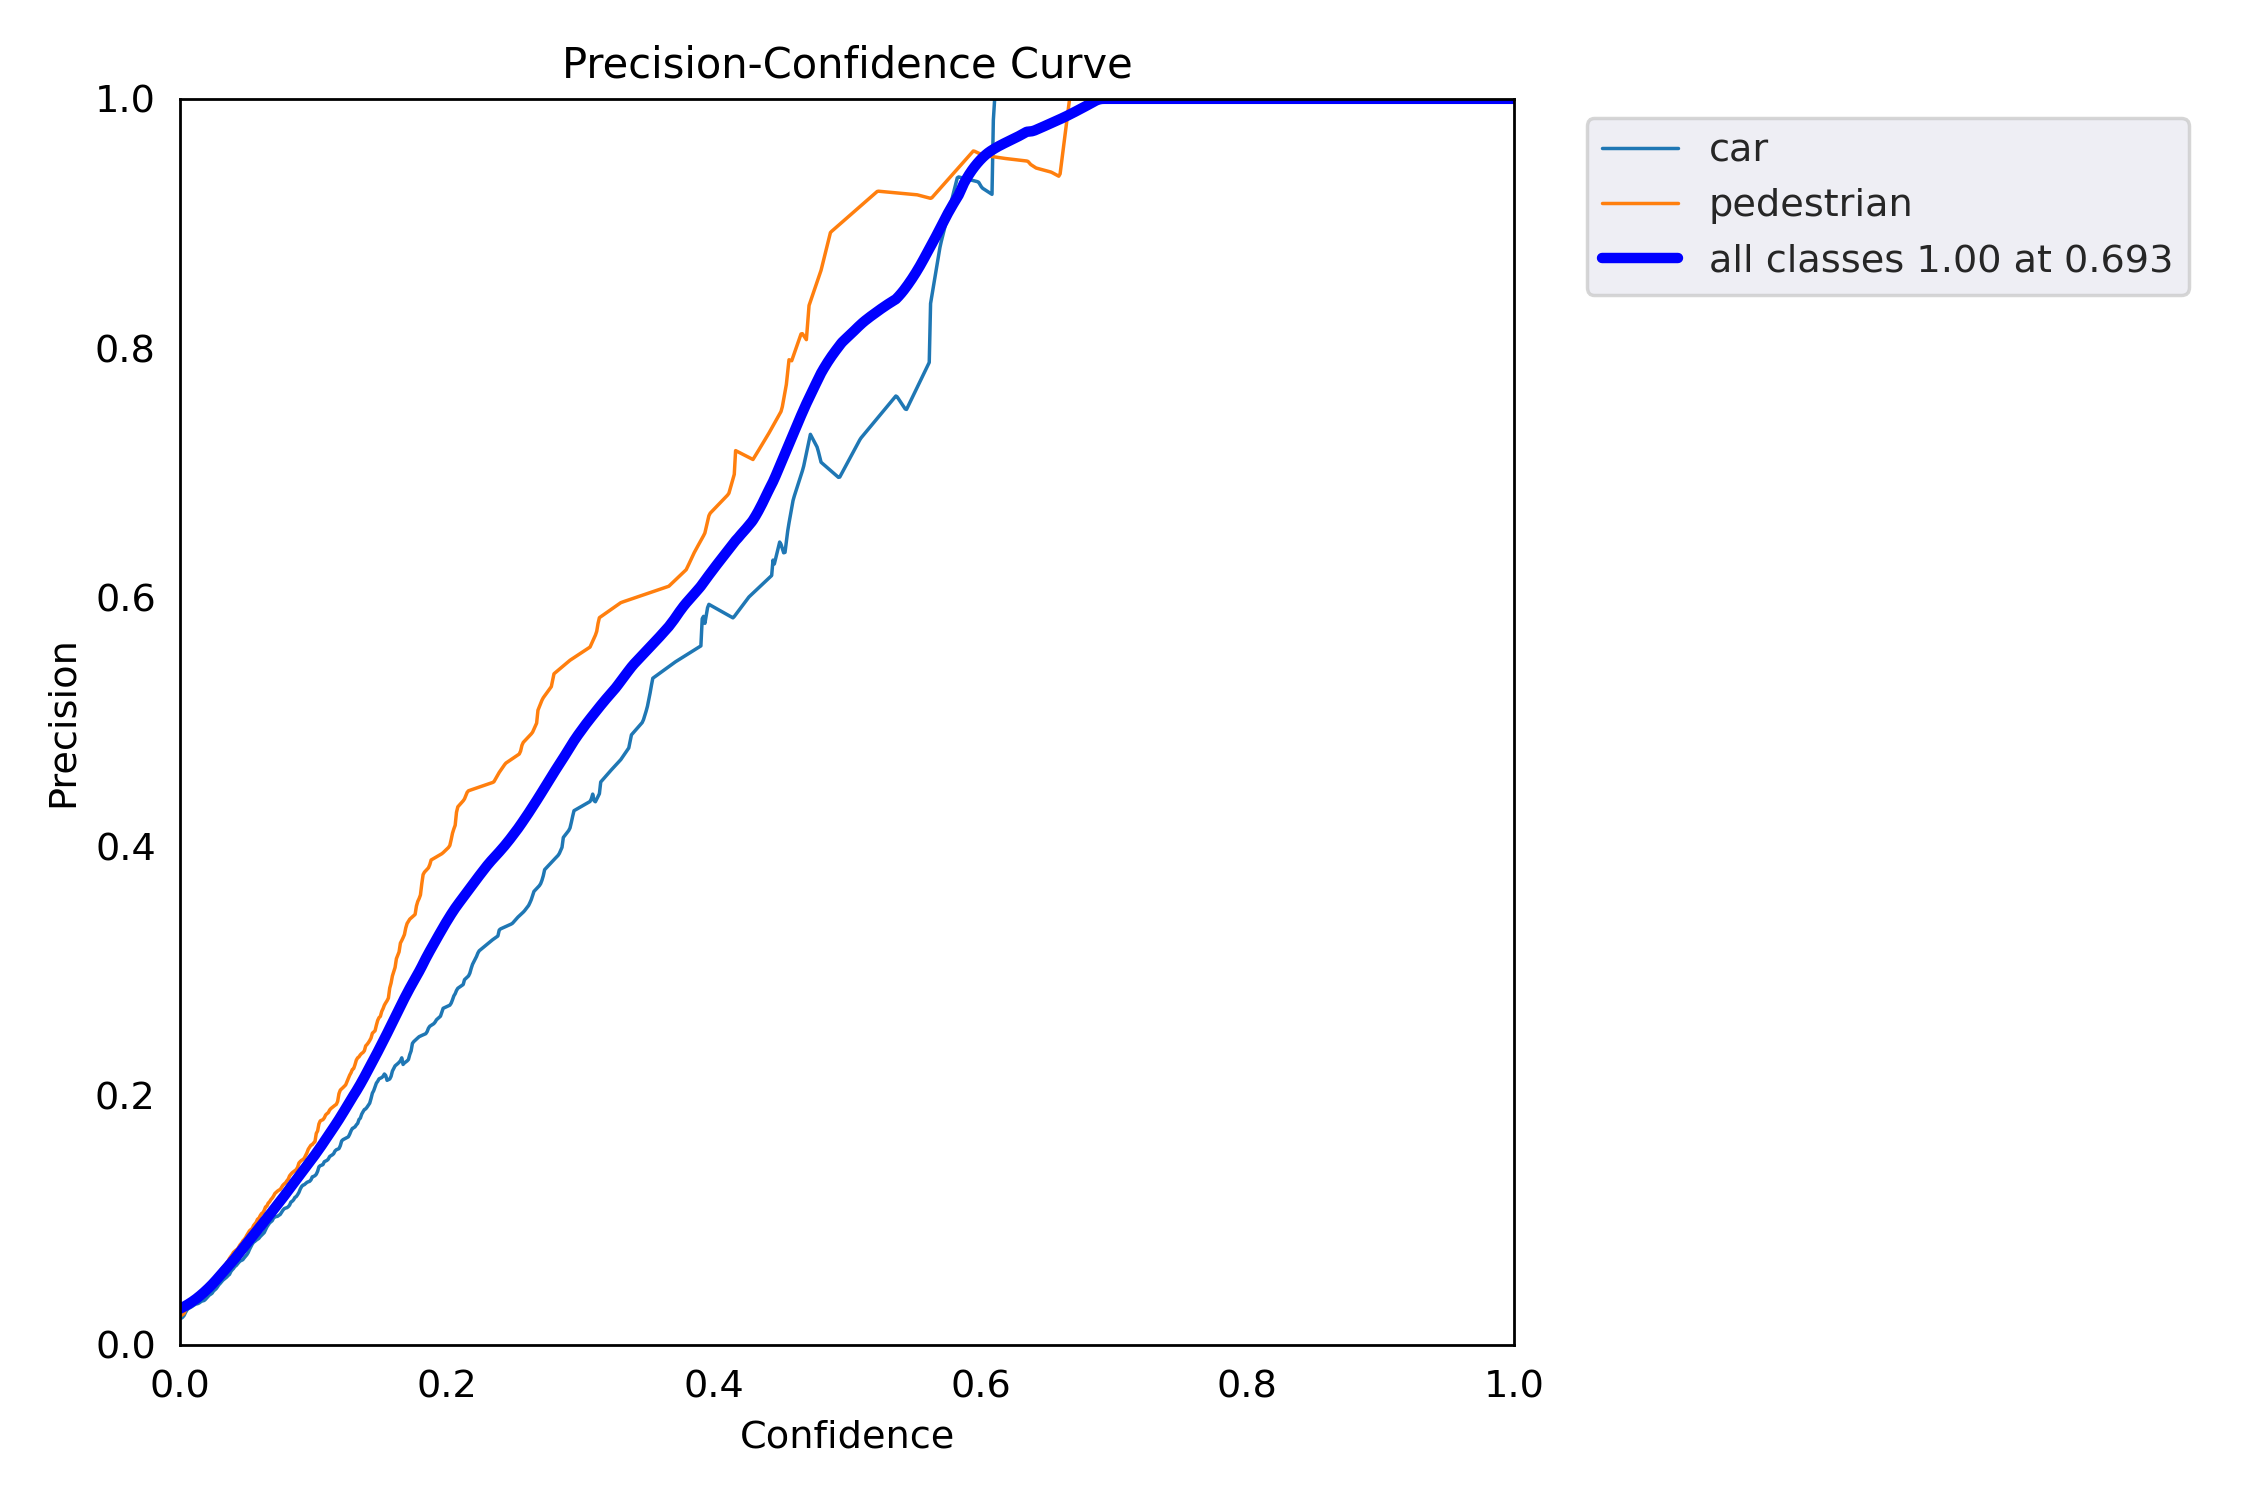 Precision-Confidence Curve
1.0
0.8
0.6
0.4
0.2
0.0
Precision
0.0 0.2 0.4 0.6 0.8 1.0
Confidence
car
pedestrian
all classes 1.00 at 0.693